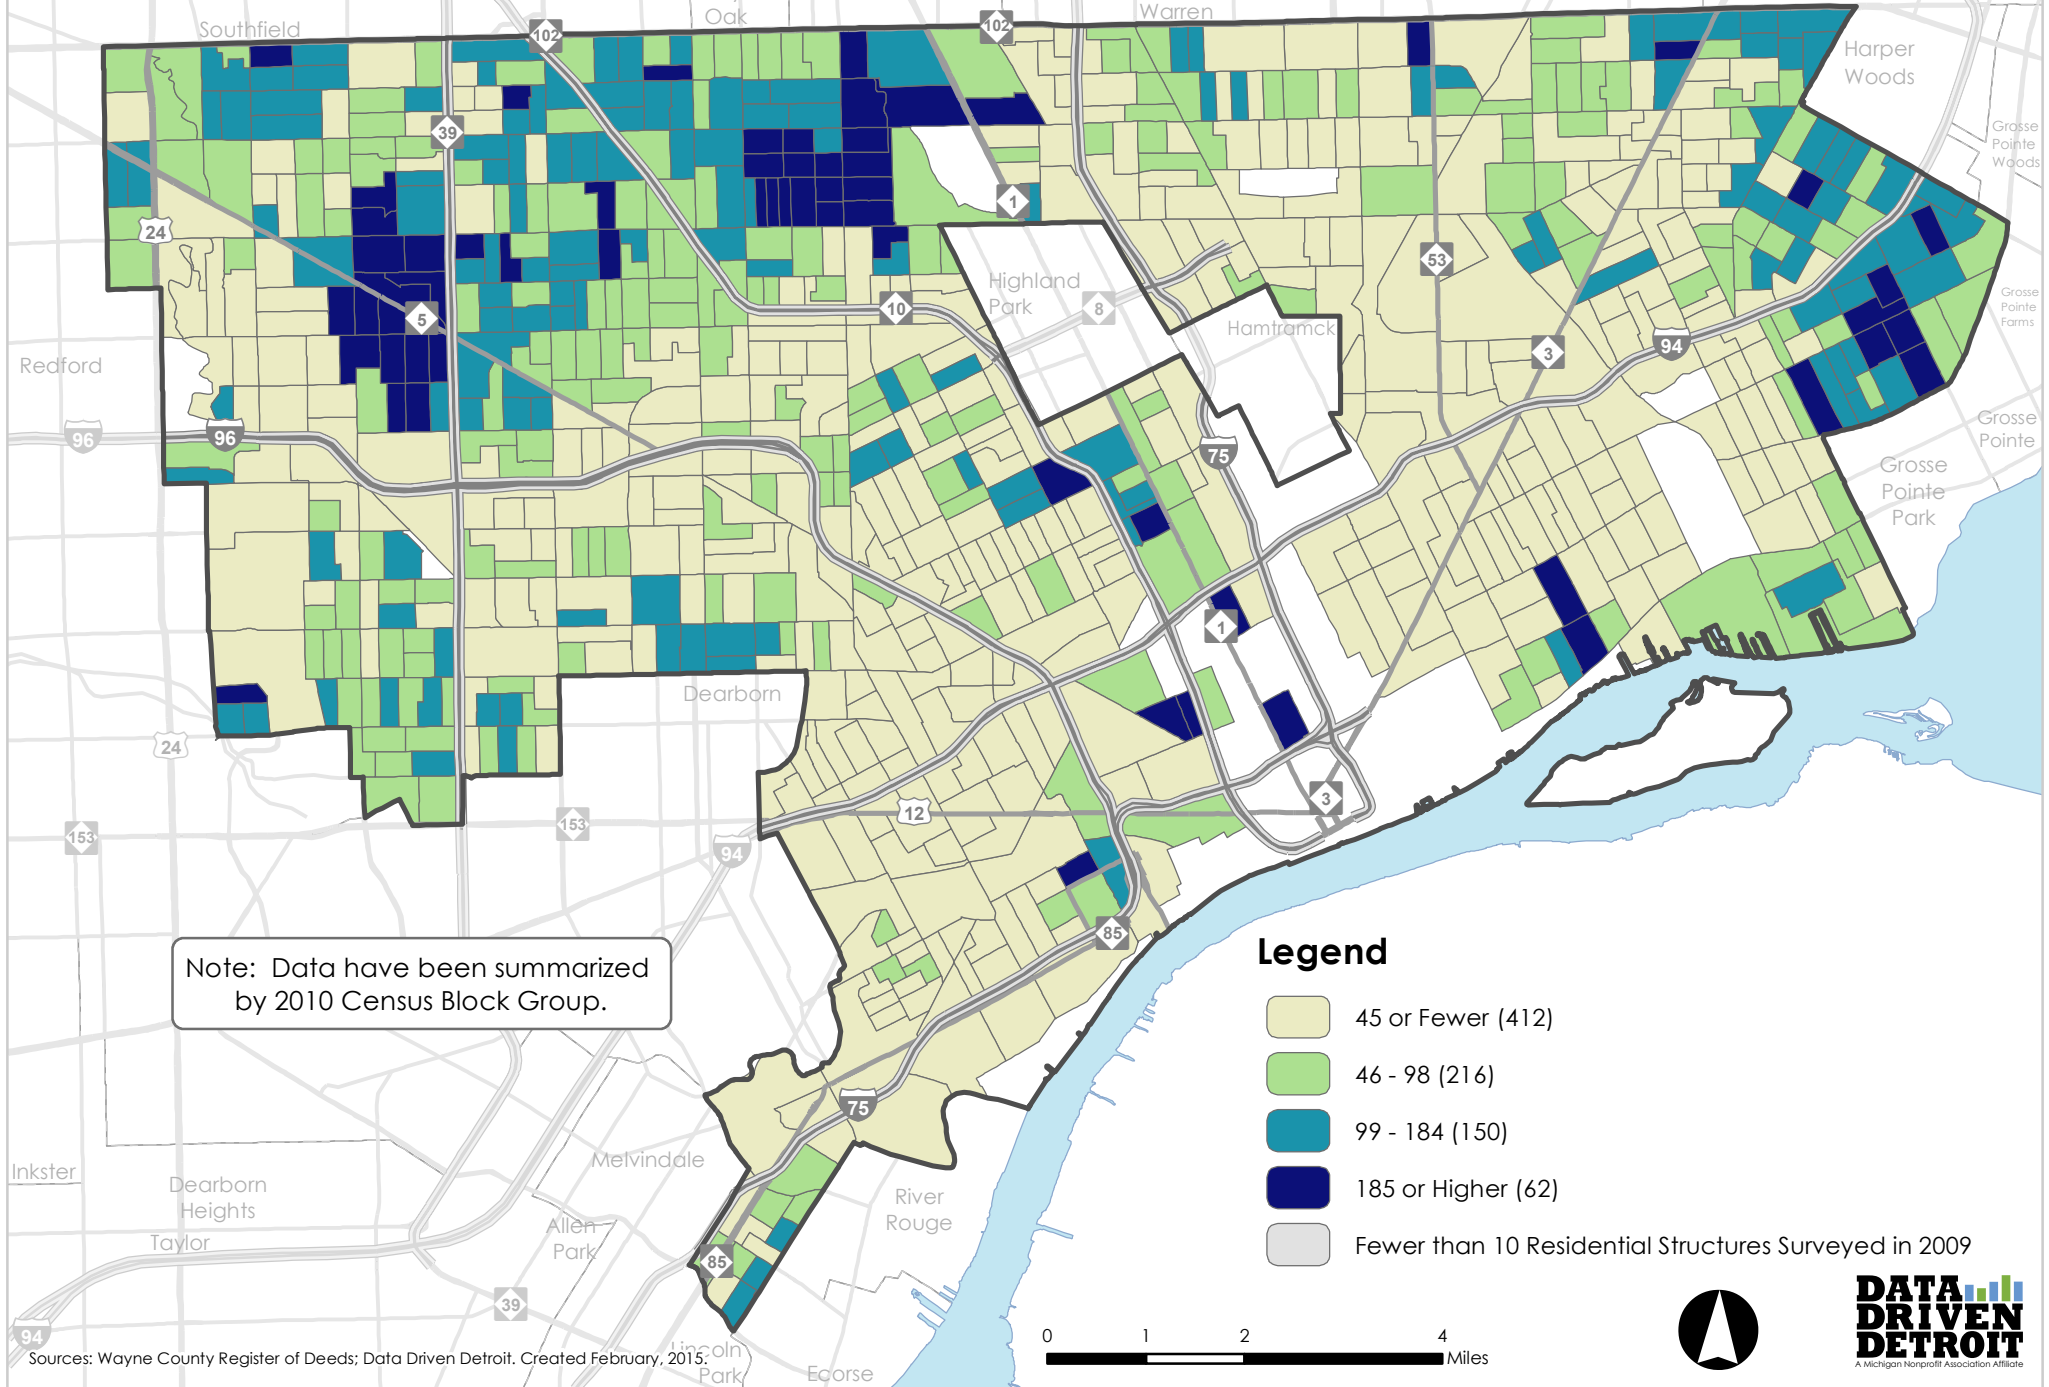 Southfield
Oak
Warren
102
102
Harper
Woods
39
Grosse
Pointe
Woods
1
24
53
Highland
Park
8
Grosse
Pointe
Farms
5
10
Hamtramck
3
94
Redford
96
96
75
Grosse
Pointe
Grosse
Pointe
Park
1
Dearborn
24
12
3
153
153
94
85
Note: Data have been summarized
by 2010 Census Block Group.
Legend
45 or Fewer (412)
46 - 98 (216)
99 - 184 (150)
185 or Higher (62)
Fewer than 10 Residential Structures Surveyed in 2009
75
Melvindale
Inkster
Dearborn
Heights
River
Rouge
Allen
Park
Taylor
85
39
94
0 1 2 4
Miles
DATA
DRIVEN
DETROIT
A Michigan Nonprofit Association Affiliate
Sources: Wayne County Register of Deeds; Data Driven Detroit. Created February, 2015.
Lincoln
Park
Ecorse